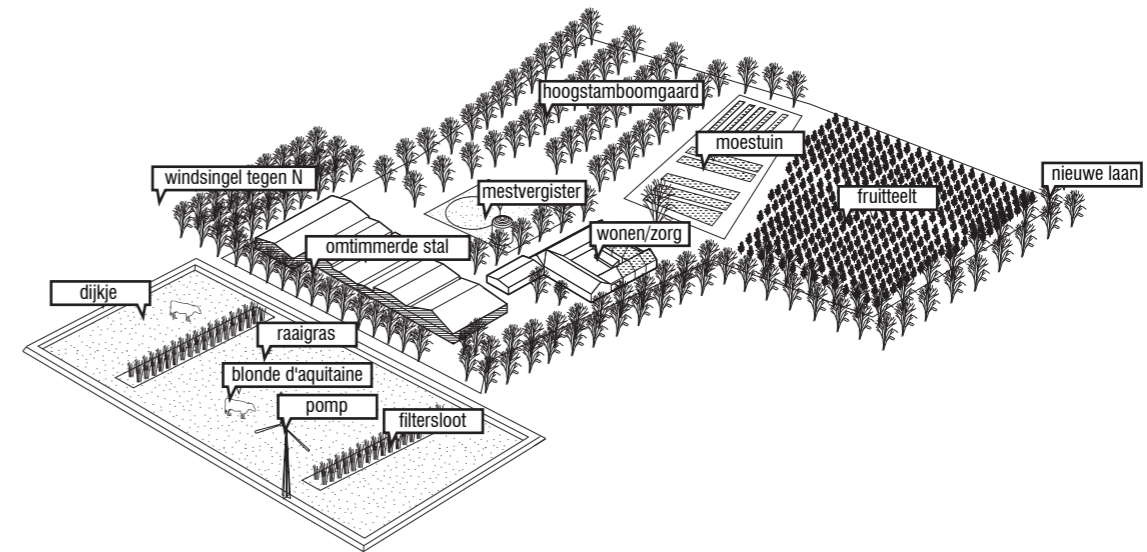 hoogstamboomgaard
moestuin
windsingel tegen N
nieuwe laan
mestvergister
fruitteelt
wonen/zorg
omtimmerde stal
dijkje
raaigras
blonde d'aquitaine
pomp
filtersloot